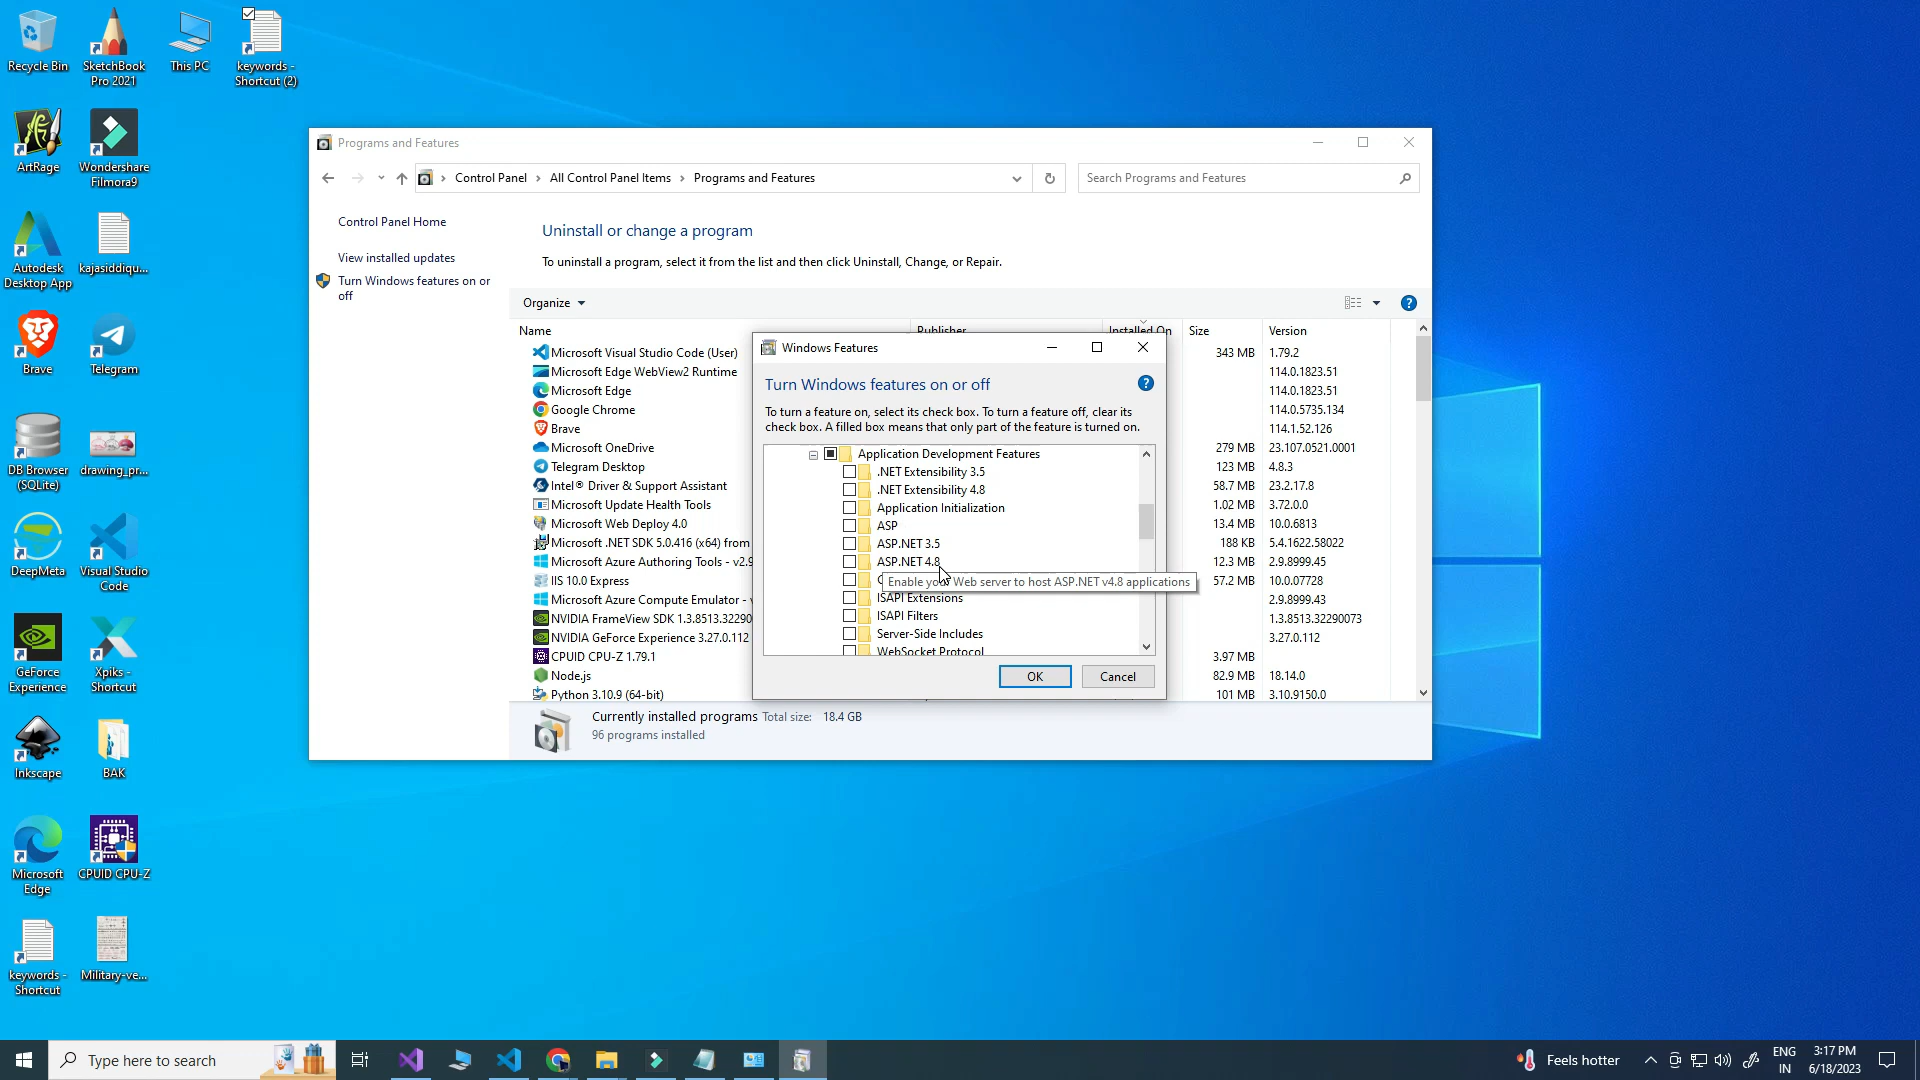 Recycle Bin
SketchBook
Pro 2021
This PC
keywords -
Shortcut (2)
ArtRage
Wondershare
Filmora9
Autodesk
Desktop App
kajasiddiqu...
Brave
Telegram
DB Browser
(SQLite)
drawing_pr...
DeepMeta
Visual Studio
Code
GeForce
Experience
Xpiks -
Shortcut
Inkscape
BAK
Microsoft
Edge
CPUID CPU-Z
keywords -
Shortcut
Military-ve...
Programs and Features
Control Panel > All Control Panel Items > Programs and Features
Search Programs and Features
Control Panel Home
View installed updates
Turn Windows features on or
off
Uninstall or change a program
To uninstall a program, select it from the list and then click Uninstall, Change, or Repair.
Organize
Name Publisher Installed On Size Version
Microsoft Visual Studio Code (User) 343 MB 1.79.2
Microsoft Edge WebView2 Runtime 114.0.1823.51
Microsoft Edge 114.0.1823.51
Google Chrome 114.0.5735.134
Brave 114.1.52.126
Microsoft OneDrive 279 MB 23.107.0521.0001
Telegram Desktop 123 MB 4.8.3
Intel® Driver & Support Assistant 58.7 MB 23.2.17.8
Microsoft Update Health Tools 1.02 MB 3.72.0.0
Microsoft Web Deploy 4.0 13.4 MB 10.0.6813
Microsoft .NET SDK 5.0.416 (x64) from 188 KB 5.4.1622.58022
Microsoft Azure Authoring Tools - v2.9 12.3 MB 2.9.8999.45
IIS 10.0 Express 57.2 MB 10.0.07728
Microsoft Azure Compute Emulator - v 2.9.8999.43
NVIDIA FrameView SDK 1.3.8513.32290 1.3.8513.32290073
NVIDIA GeForce Experience 3.27.0.112 3.27.0.112
CPUID CPU-Z 1.79.1 3.97 MB
Node.js 82.9 MB 18.14.0
Python 3.10.9 (64-bit) 101 MB 3.10.9150.0
Currently installed programs Total size: 18.4 GB
96 programs installed
Windows Features
Turn Windows features on or off
To turn a feature on, select its check box. To turn a feature off, clear its
check box. A filled box means that only part of the feature is turned on.
Application Development Features
.NET Extensibility 3.5
.NET Extensibility 4.8
Application Initialization
ASP
ASP.NET 3.5
ASP.NET 4.8
Enable your Web server to host ASP.NET v4.8 applications
ISAPI Extensions
ISAPI Filters
Server-Side Includes
WebSocket Protocol
OK Cancel
Type here to search
Feels hotter
ENG
IN
3:17 PM
6/18/2023